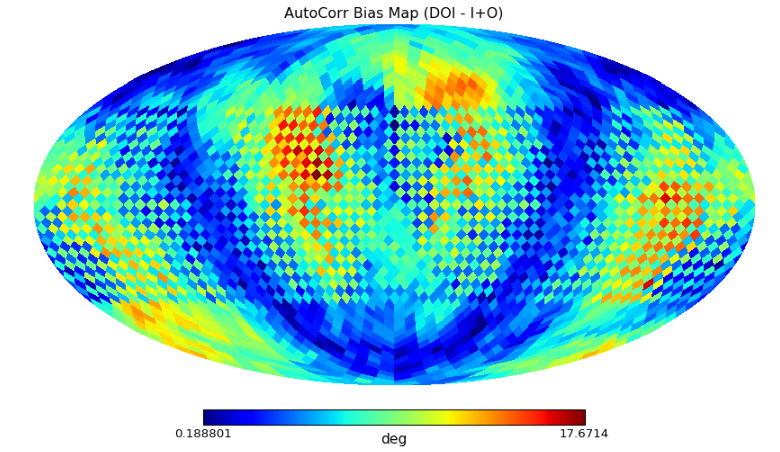 AutoCorr Bias Map (DOI - I+O)
0.188801 17.6714
deg